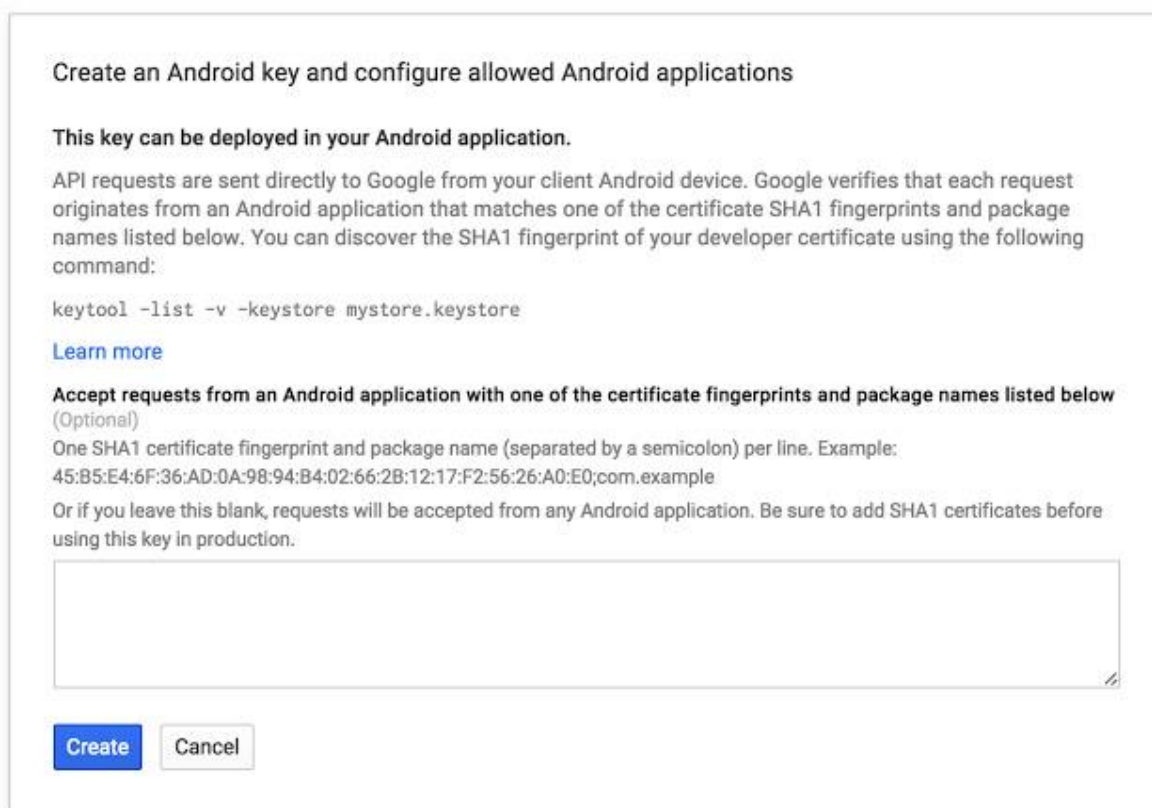 Create an Android key and configure allowed Android applications
This key can be deployed in your Android application.
API requests are sent directly to Google from your client Android device. Google verifies that each request
originates from an Android application that matches one of the certificate SHA1 fingerprints and package
names listed below. You can discover the SHA1 fingerprint of your developer certificate using the following
command:
keytool -list -v -keystore mystore.keystore
Learn more
Accept requests from an Android application with one of the certificate fingerprints and package names listed below
(Optional)
One SHA1 certificate fingerprint and package name (separated by a semicolon) per line. Example:
45:B5:E4:6F:36:AD:0A:98:94:B4:02:66:2B:12:17:F2:56:26:A0:E0;com.example
Or if you leave this blank, requests will be accepted from any Android application. Be sure to add SHA1 certificates before
using this key in production.
Create Cancel